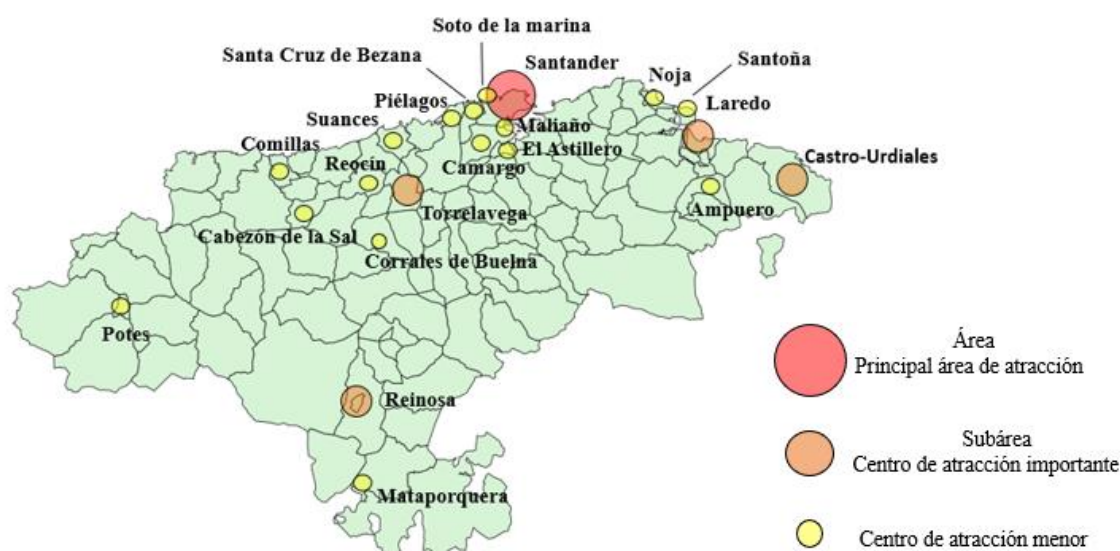 Soto de la marina
Santa Cruz de Bezana
Santander
Noja
Santoña
Piélagos
Laredo
Suances
Maliaño
Comillas
El Astillero
Castro-Urdiales
Reocín
Camargo
Ampuero
Torrelavega
Cabezón de la Sal
Corrales de Buelna
Potes
Reinosa
Mataporquera
Área
Principal área de atracción
Subárea
Centro de atracción importante
Centro de atracción menor